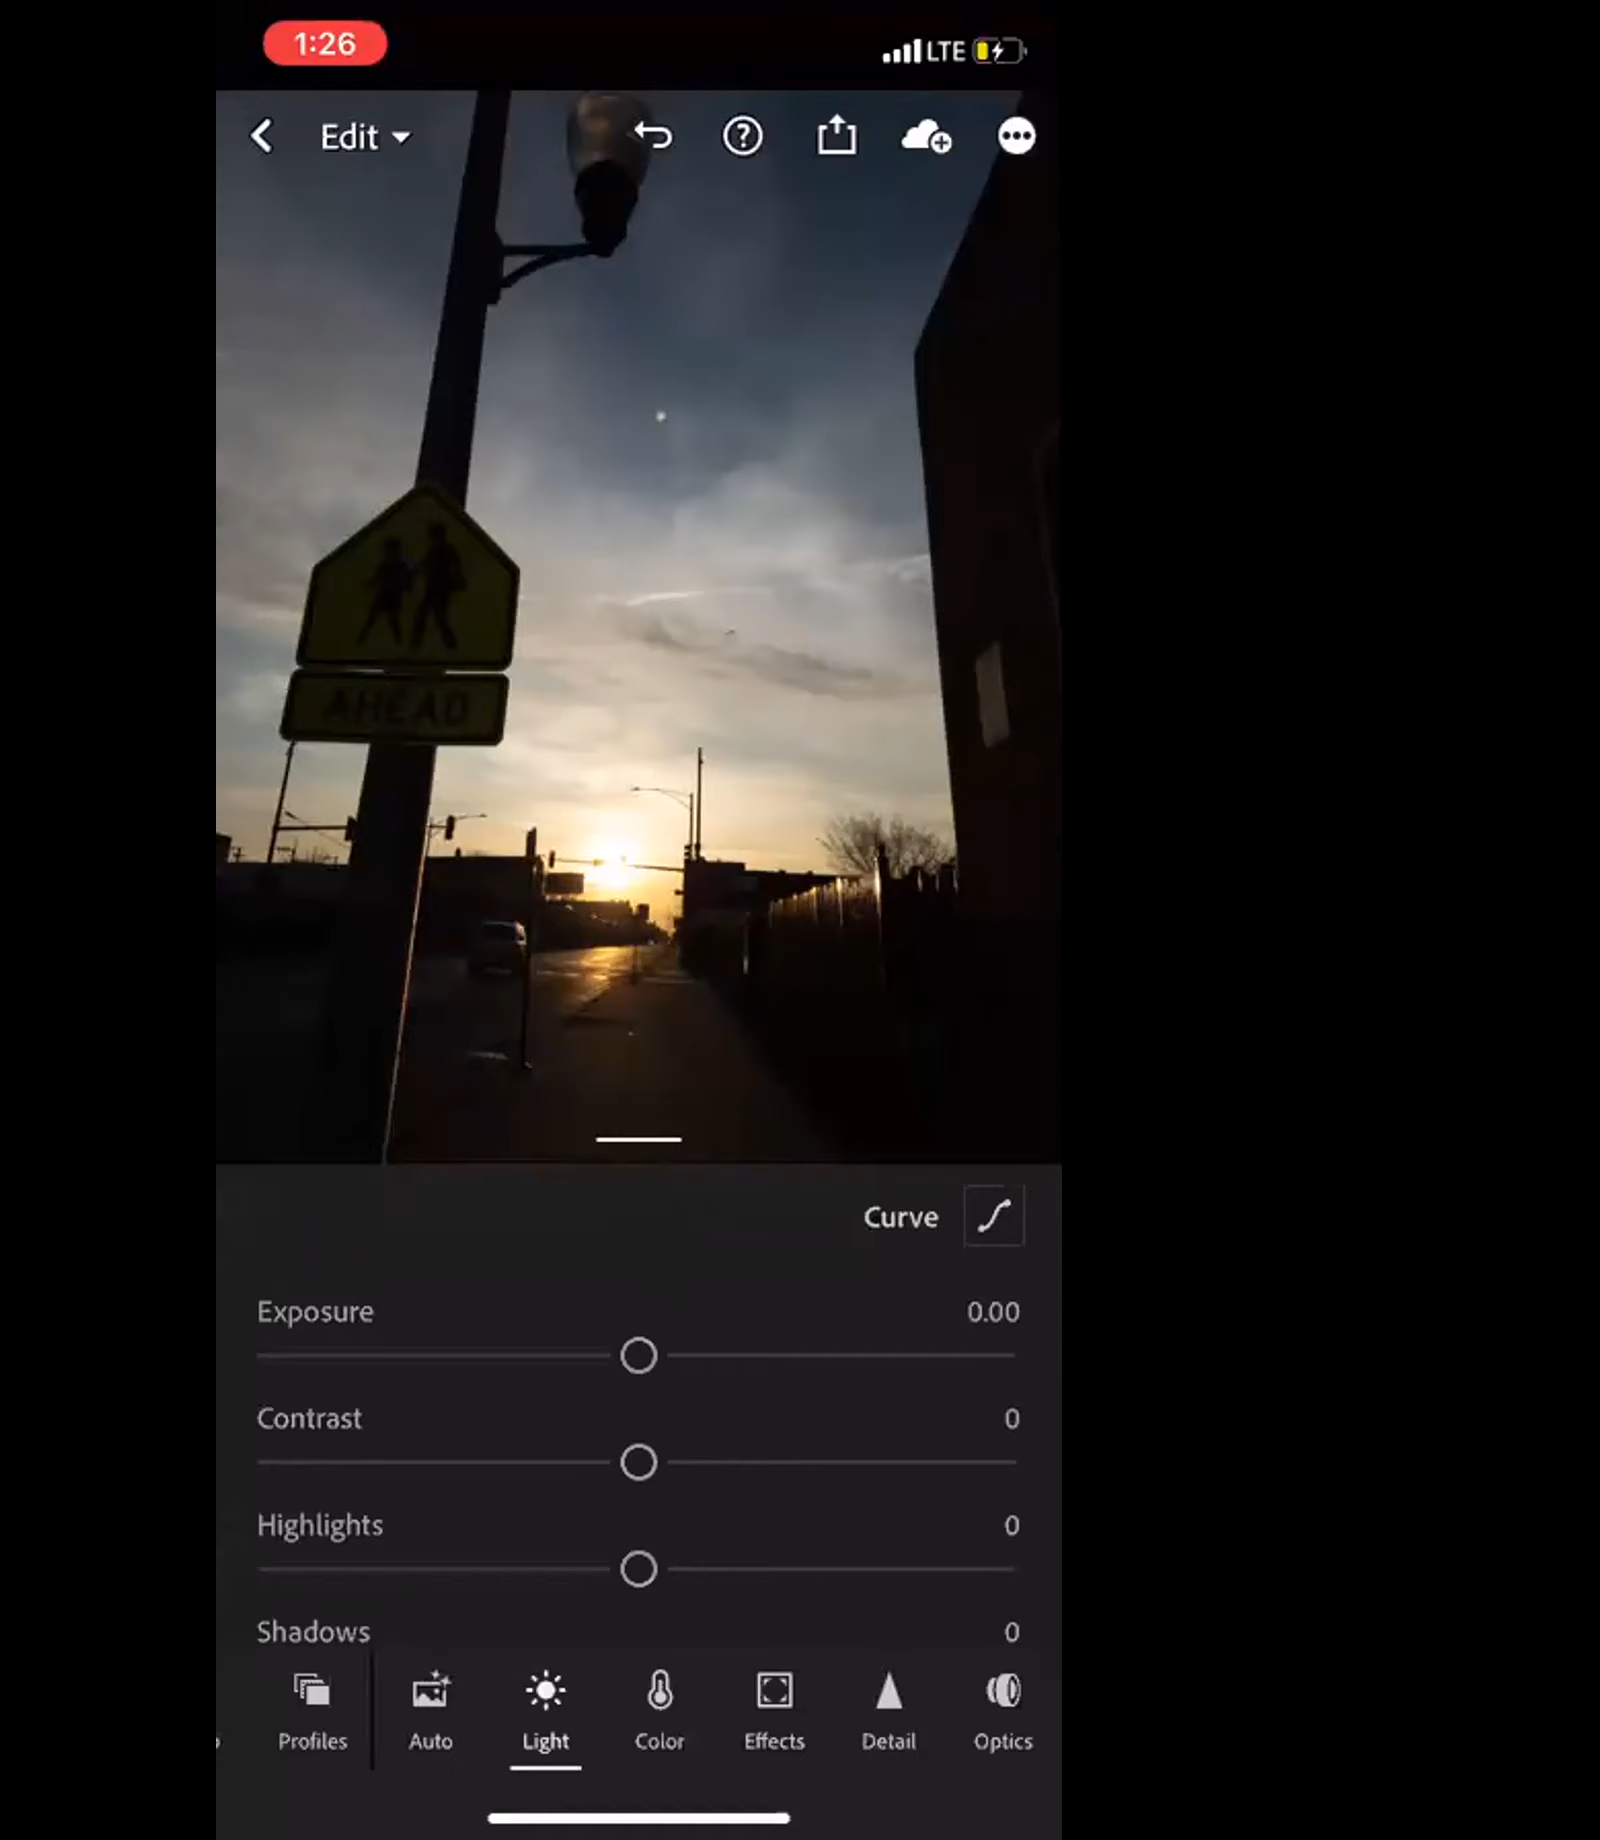 1:26
LTE
Edit
AHEAD
Curve
Exposure 0.00
Contrast 0
Highlights 0
Shadows 0
Profiles Auto Light Color Effects Detail Optics